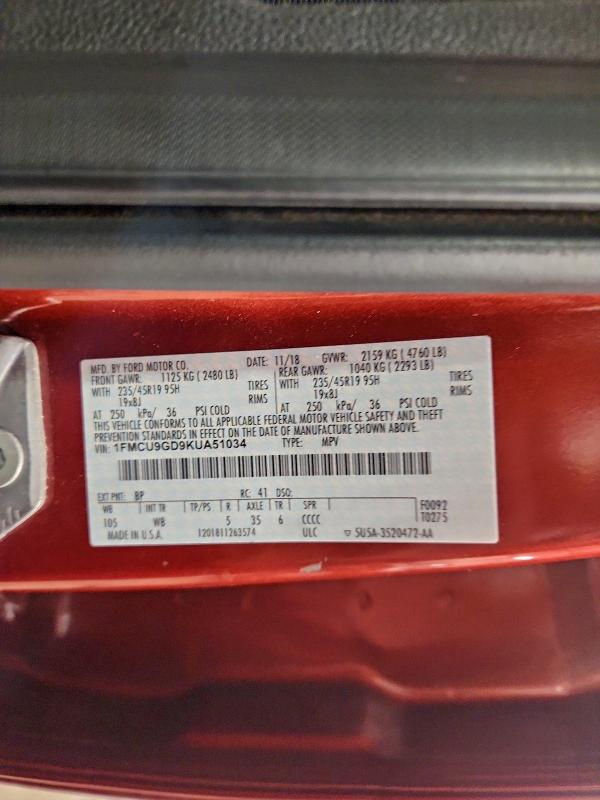 MFD. BY FORD MOTOR CO. DATE: 11/18 GVWR: 2159 KG ( 4760 LB)
FRONT GAWR: 1125 KG ( 2480 LB) REAR GAWR: 1040 KG ( 2293 LB)
WITH 235/45R19 95H TIRES WITH 235/45R19 95H TIRES
19x8J RIMS 19x8J RIMS
AT 250 kPa/ 36 PSI COLD AT 250 kPa/ 36 PSI COLD
THIS VEHICLE CONFORMS TO ALL APPLICABLE FEDERAL MOTOR VEHICLE SAFETY AND THEFT
PREVENTION STANDARDS IN EFFECT ON THE DATE OF MANUFACTURE SHOWN ABOVE.
VIN: 1FMCU9GD9KUA51034 TYPE: MPV
EXT PNT: BP RC: 41 DSO: F0092
WB INT TR TP/PS R AXLE TR SPR T0275
105 WB 5 35 6 CCCC
MADE IN U.S.A. 1201811263574 ULC ▽ 5U5A-3520472-AA